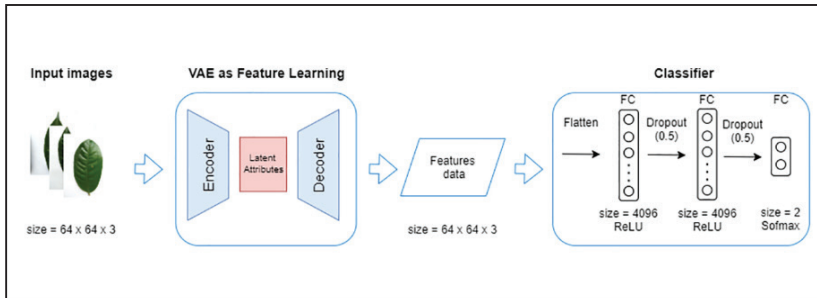 Input images
size = 64 x 64 x 3
VAE as Feature Learning
Encoder
Latent
Attributes
Decoder
Features
data
size = 64 x 64 x 3
Classifier
Flatten
FC
size = 4096
ReLU
Dropout
(0.5)
FC
size = 4096
ReLU
Dropout
(0.5)
FC
size = 2
Sofmax